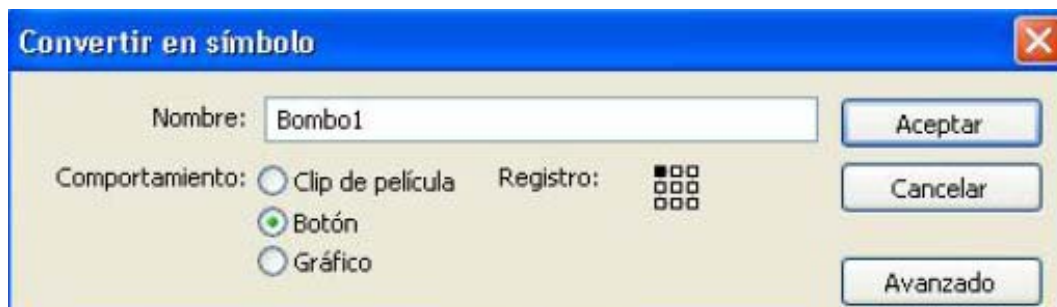 Convertir en símbolo
Nombre: Bombo1 Aceptar
Comportamiento: Clip de película Registro: Cancelar
Botón
Gráfico
Avanzado